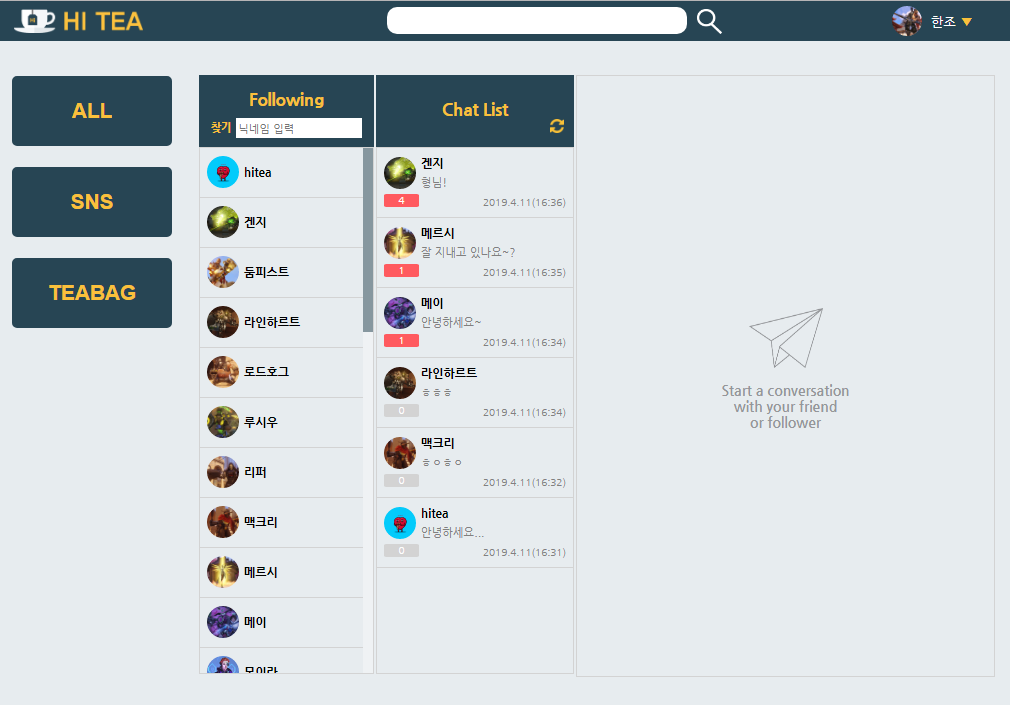 HI TEA
한조
ALL
SNS
TEABAG
Following
찾기 닉네임 입력
hitea
겐지
둠피스트
라인하르트
로드호그
루시우
리퍼
맥크리
메르시
메이
모이라
Chat List
겐지
형님!
4 2019.4.11(16:36)
메르시
잘 지내고 있나요~?
1 2019.4.11(16:35)
메이
안녕하세요~
1 2019.4.11(16:34)
라인하르트
ㅎㅎㅎ
0 2019.4.11(16:34)
맥크리
ㅎㅇㅎㅇ
0 2019.4.11(16:32)
hitea
안녕하세요...
0 2019.4.11(16:31)
Start a conversation
with your friend
or follower